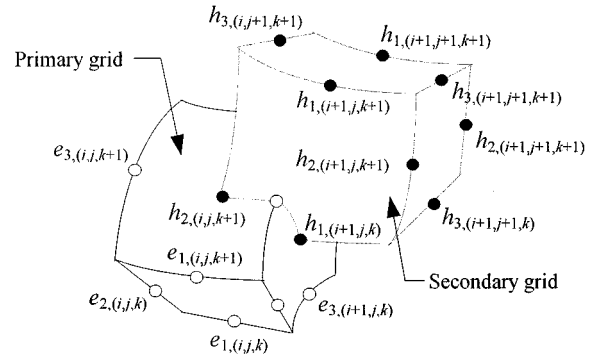 h3,(i,j+1,k+1)
h1,(i+1,j+1,k+1)
Primary grid
h1,(i+1,j,k+1)
h3,(i+1,j+1,k+1)
e3,(i,j,k+1)
h2,(i+1,j,k+1)
h2,(i+1,j+1,k+1)
h2,(i,j,k+1)
h1,(i+1,j,k)
h3,(i+1,j+1,k)
e1,(i,j,k+1)
Secondary grid
e2,(i,j,k)
e3,(i+1,j,k)
e1,(i,j,k)